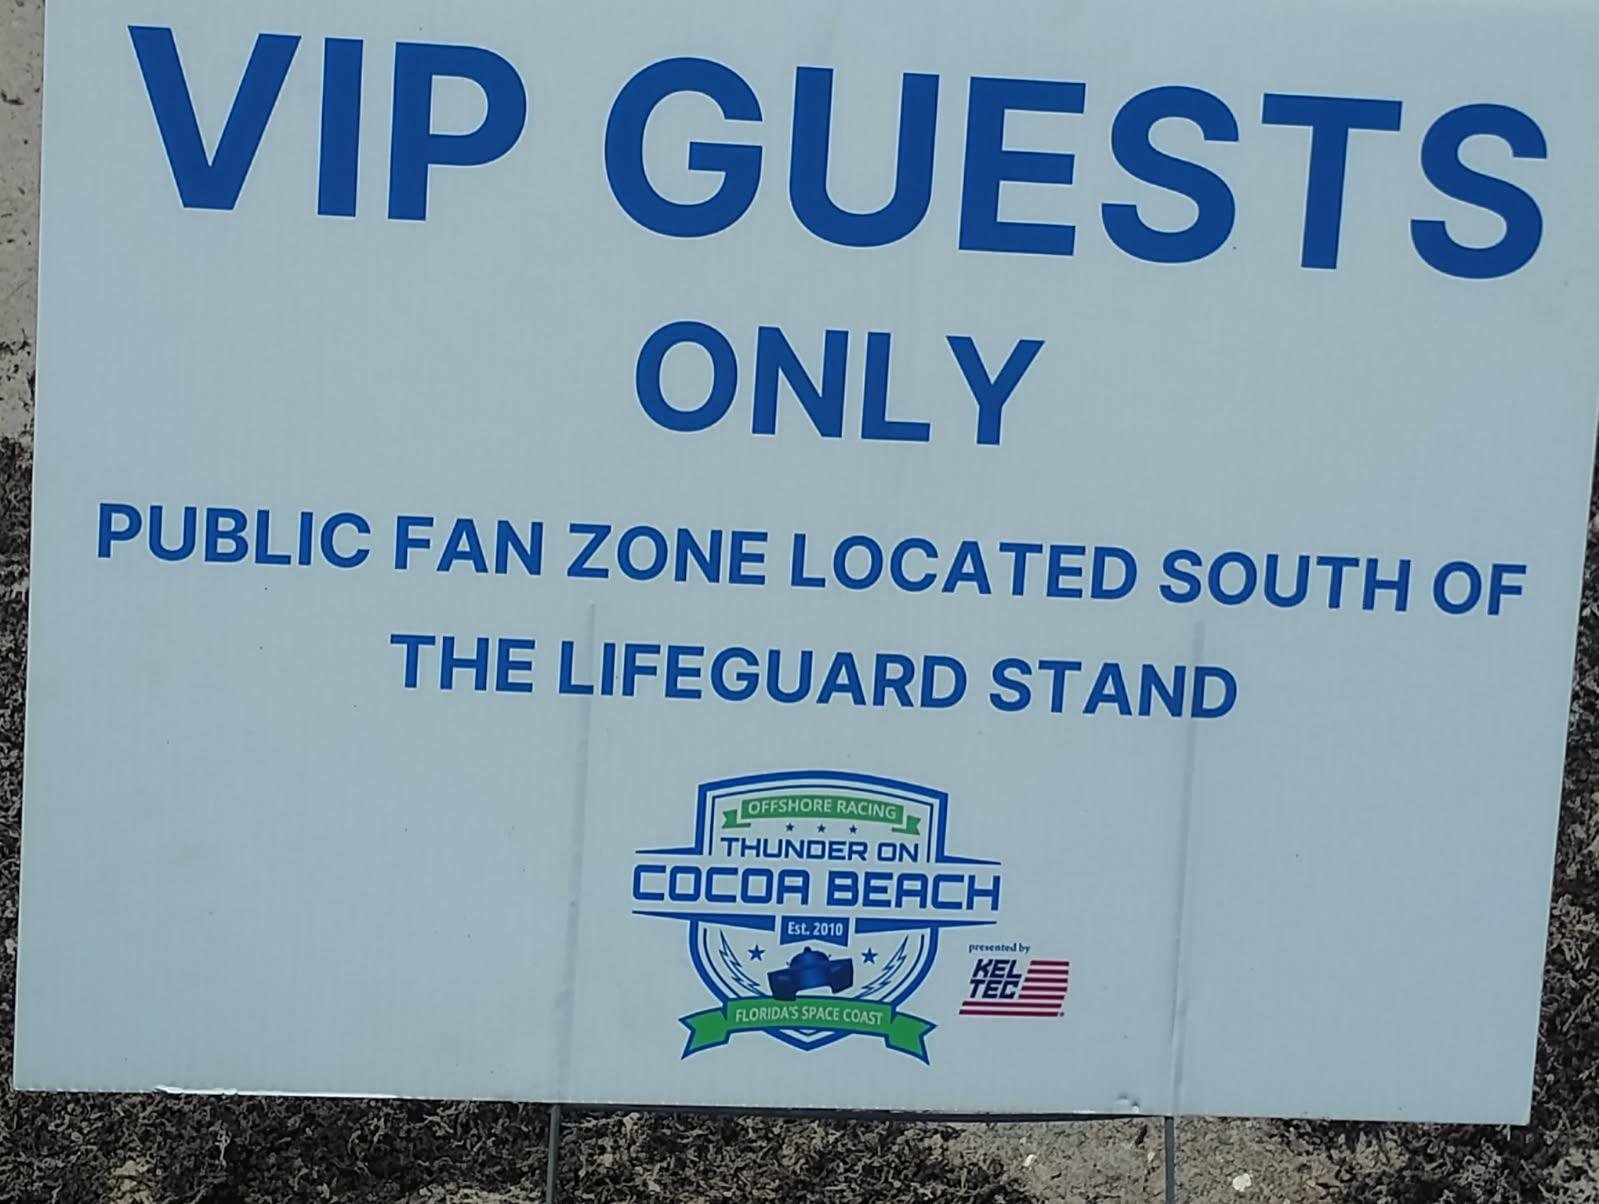 VIP GUESTS
ONLY
PUBLIC FAN ZONE LOCATED SOUTH OF
THE LIFEGUARD STAND
OFFSHORE RACING
THUNDER ON
COCOA BEACH
Est. 2010
presented by
KEL
TEC
FLORIDA'S SPACE COAST